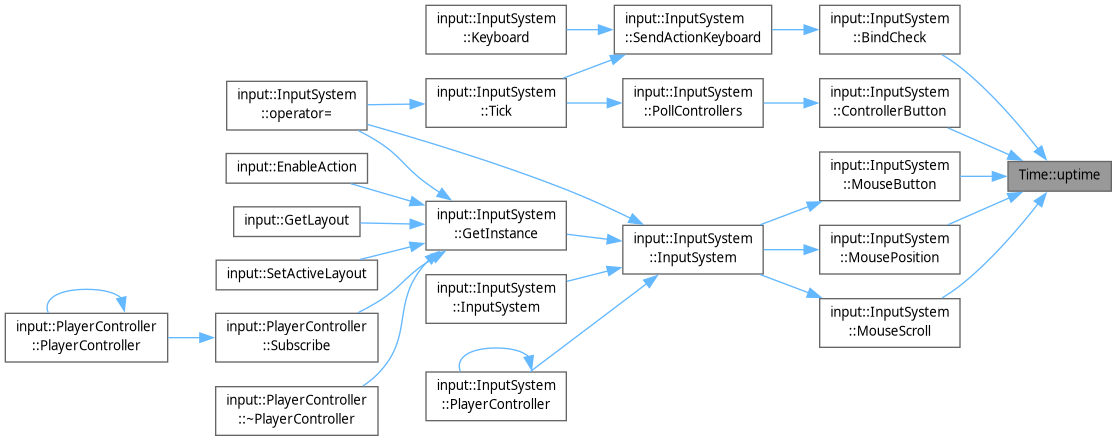 input::InputSystem
::Keyboard
input::InputSystem
::SendActionKeyboard
input::InputSystem
::BindCheck
input::InputSystem
::operator=
input::InputSystem
::Tick
input::InputSystem
::PollControllers
input::InputSystem
::ControllerButton
input::EnableAction
input::InputSystem
::MouseButton
Time::uptime
input::GetLayout
input::InputSystem
::GetInstance
input::InputSystem
::InputSystem
input::InputSystem
::MousePosition
input::SetActiveLayout
input::InputSystem
::InputSystem
input::InputSystem
::MouseScroll
input::PlayerController
::PlayerController
input::PlayerController
::Subscribe
input::PlayerController
::~PlayerController
input::InputSystem
::PlayerController